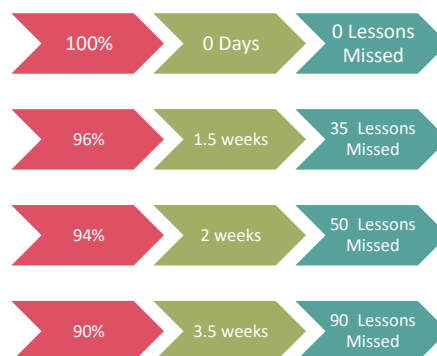 100%
0 Days
0 Lessons
Missed
96%
1.5 weeks
35 Lessons
Missed
94%
2 weeks
50 Lessons
Missed
90%
3.5 weeks
90 Lessons
Missed